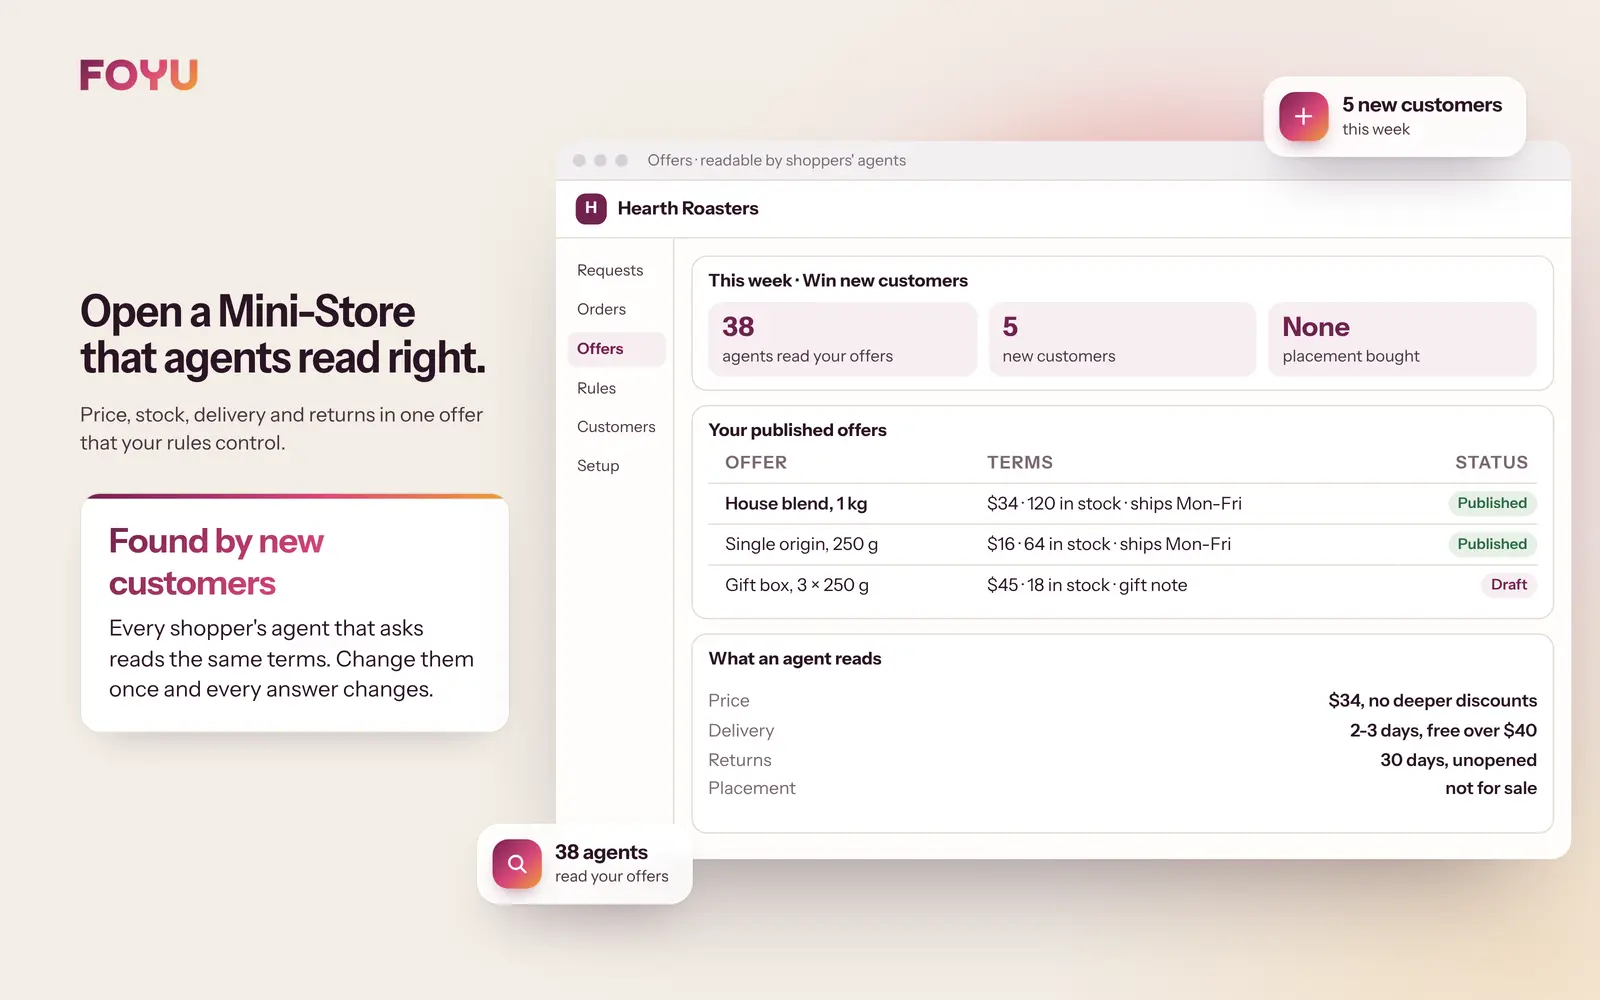 FOYU
Open a Mini-Store
that agents read right.
Price, stock, delivery and returns in one offer
that your rules control.
Found by new
customers
Every shopper's agent that asks
reads the same terms. Change them
once and every answer changes.
5 new customers
this week
Offers · readable by shoppers' agents
H
Hearth Roasters
Requests
Orders
Offers
Rules
Customers
Setup
This week · Win new customers
38
agents read your offers
5
new customers
None
placement bought
Your published offers
OFFER TERMS STATUS
House blend, 1 kg $34 · 120 in stock · ships Mon-Fri Published
Single origin, 250 g $16 · 64 in stock · ships Mon-Fri Published
Gift box, 3 × 250 g $45 · 18 in stock · gift note Draft
What an agent reads
Price $34, no deeper discounts
Delivery 2-3 days, free over $40
Returns 30 days, unopened
Placement not for sale
38 agents
read your offers